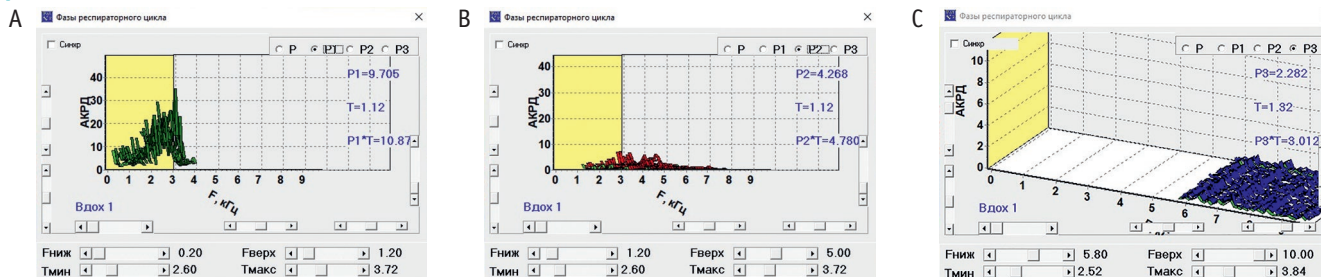 A
Фазы респираторного цикла
×
Синхр
P P1 P2 P3
P1=9.705
T=1.12
P1*T=10.87
АКРД
40
30
20
10
0
0 1 2 3 4 5 6 7 8 9
F, кГц
Вдох 1
Fниж 0.20 Fверх 1.20
Tмин 2.60 Tмакс 3.72
B
Фазы респираторного цикла
×
Синхр
P P1 P2 P3
P2=4.268
T=1.12
P2*T=4.780
АКРД
40
30
20
10
0
0 1 2 3 4 5 6 7 8 9
F, кГц
Вдох 1
Fниж 1.20 Fверх 5.00
Tмин 2.60 Tмакс 3.72
C
Фазы респираторного цикла
Синхр
P P1 P2 P3
P3=2.282
T=1.32
P3*T=3.012
АКРД
10
8
6
4
2
0
0 1 2 3 4 5 6 7
Вдох 1
Fниж 5.80 Fверх 10.00
Tмин 2.52 Tмакс 3.84